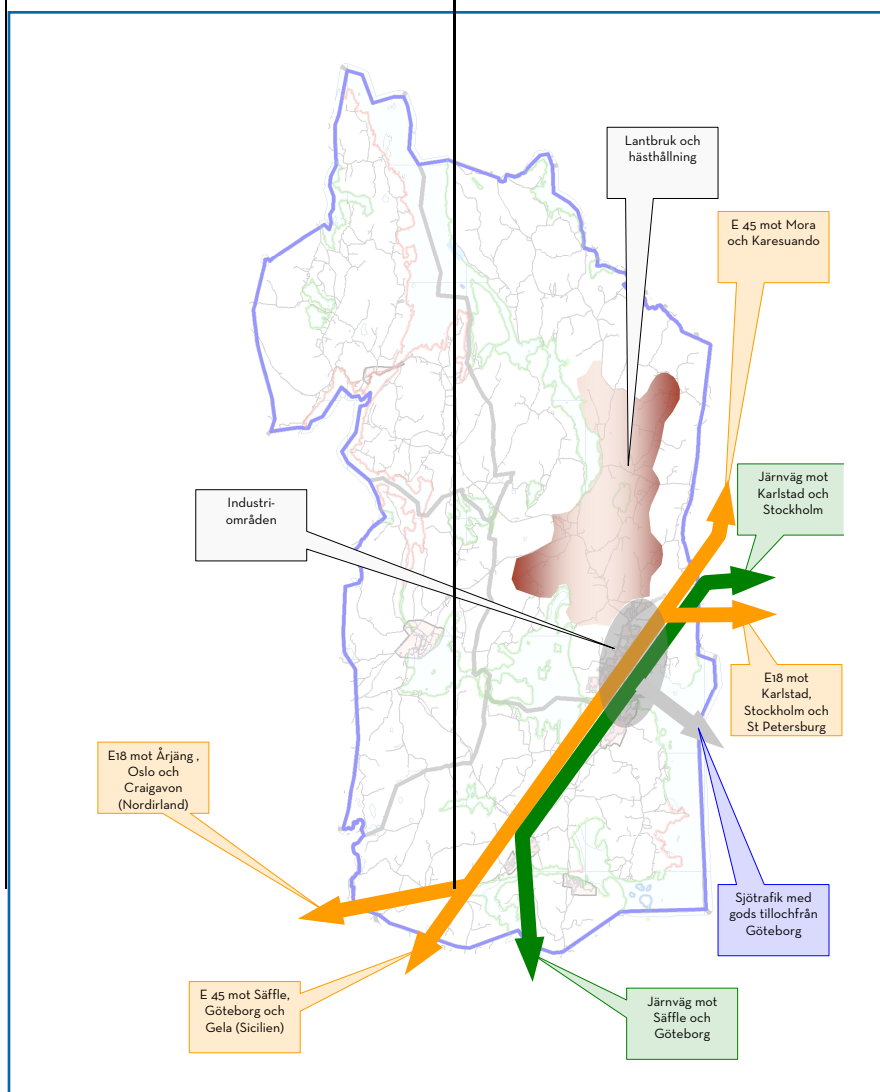 Lantbruk och
hästhållning
E 45 mot Mora
och Karesuando
Järnväg mot
Karlstad och
Stockholm
Industri-
områden
E18 mot
Karlstad,
Stockholm och
St Petersburg
E18 mot Årjäng ,
Oslo och
Craigavon
(Nordirland)
Sjötrafik med
gods tillochfrån
Göteborg
E 45 mot Säffle,
Göteborg och
Gela (Sicilien)
Järnväg mot
Säffle och
Göteborg